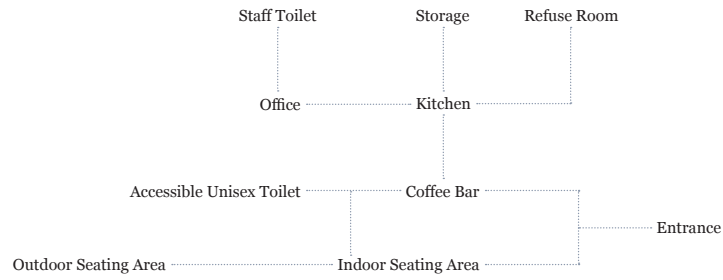 Staff Toilet
Storage
Refuse Room
Office
Kitchen
Accessible Unisex Toilet
Coffee Bar
Entrance
Outdoor Seating Area
Indoor Seating Area